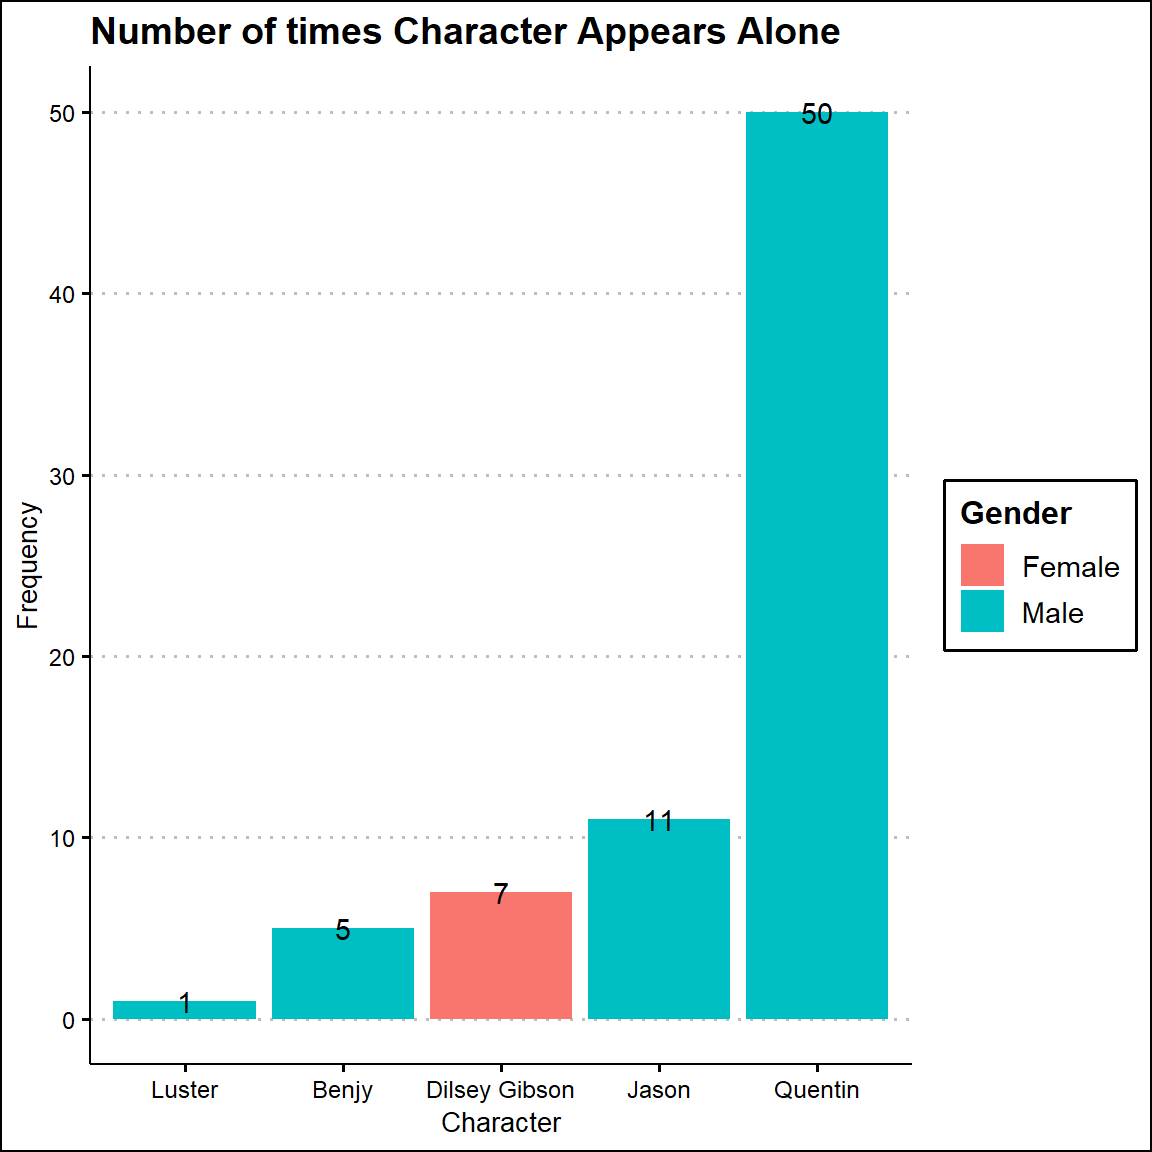 Number of times Character Appears Alone
50
40
30
20
10
0
Frequency
1
5
7
11
50
Luster Benjy Dilsey Gibson Jason Quentin
Character
Gender
Female
Male